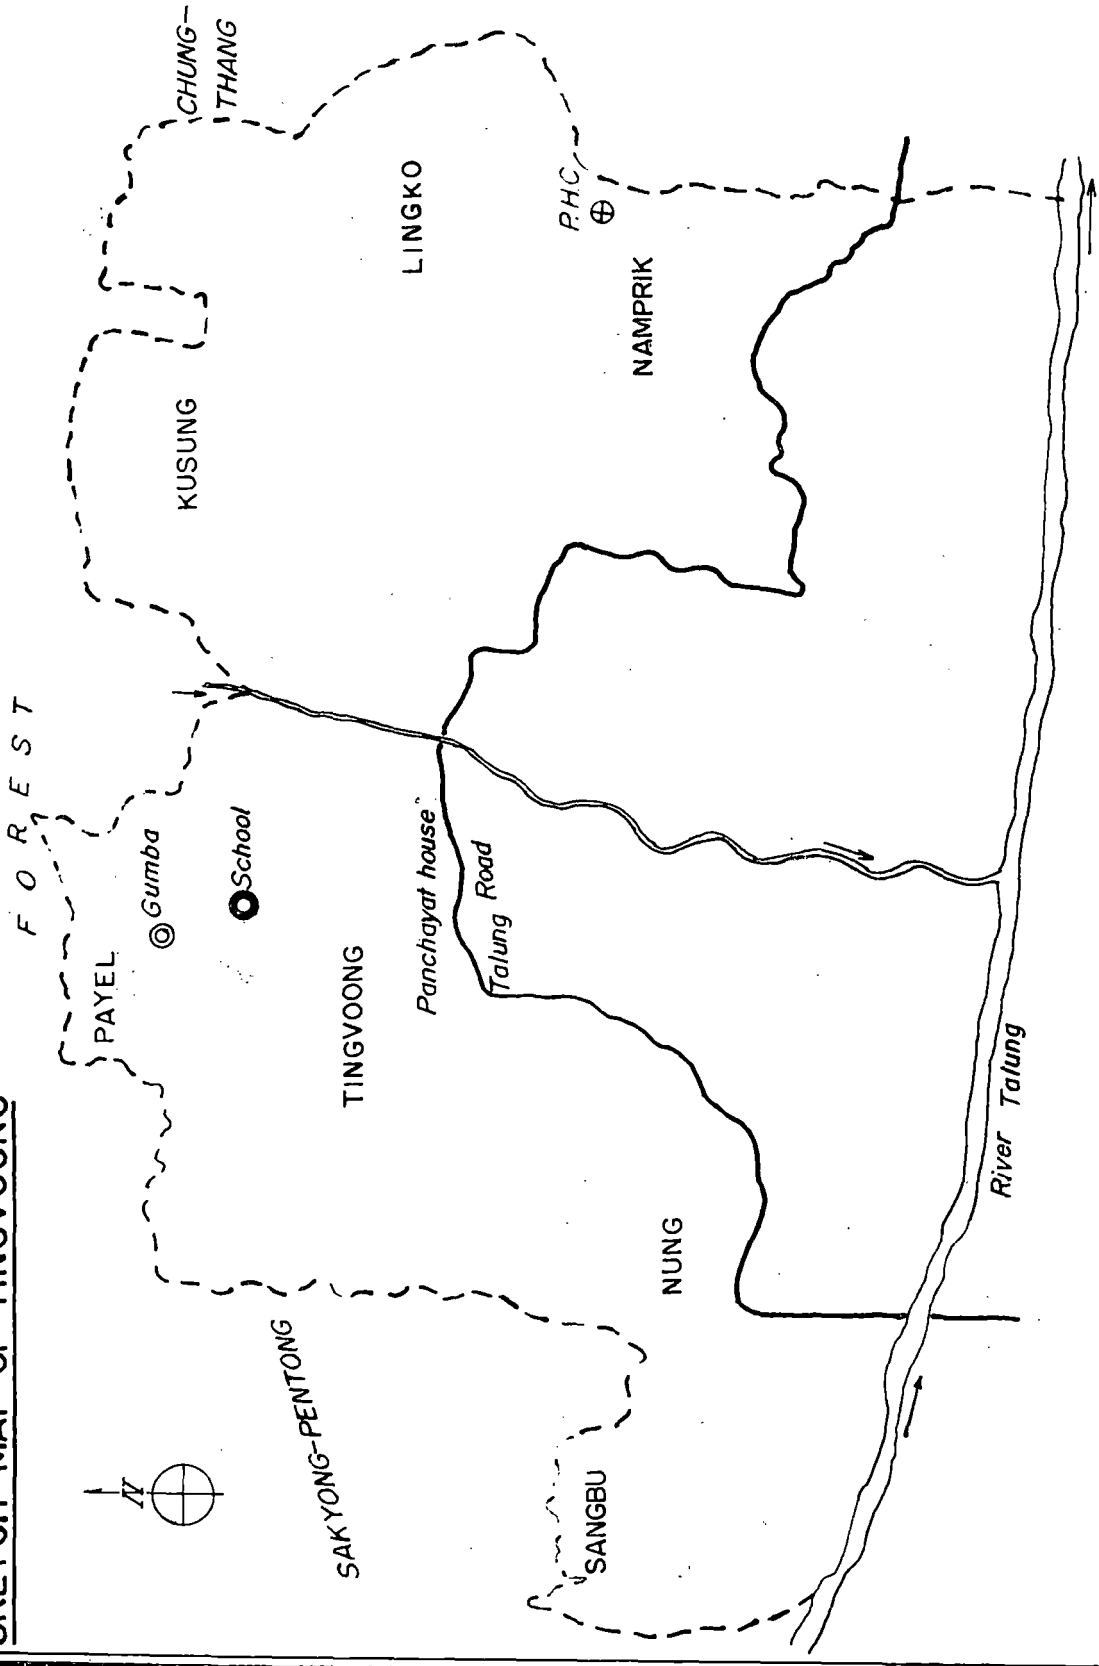 SKETCH MAP OF TINGVOONG
FOREST
CHUNG-
THANG
PAYEL
Gumba
School
KUSUNG
LINGKO
P.H.C.
NAMPRIK
TINGVOONG
Panchayat house
Talung Road
N
SAKYONG-PENTONG
NUNG
SANGBU
River Talung